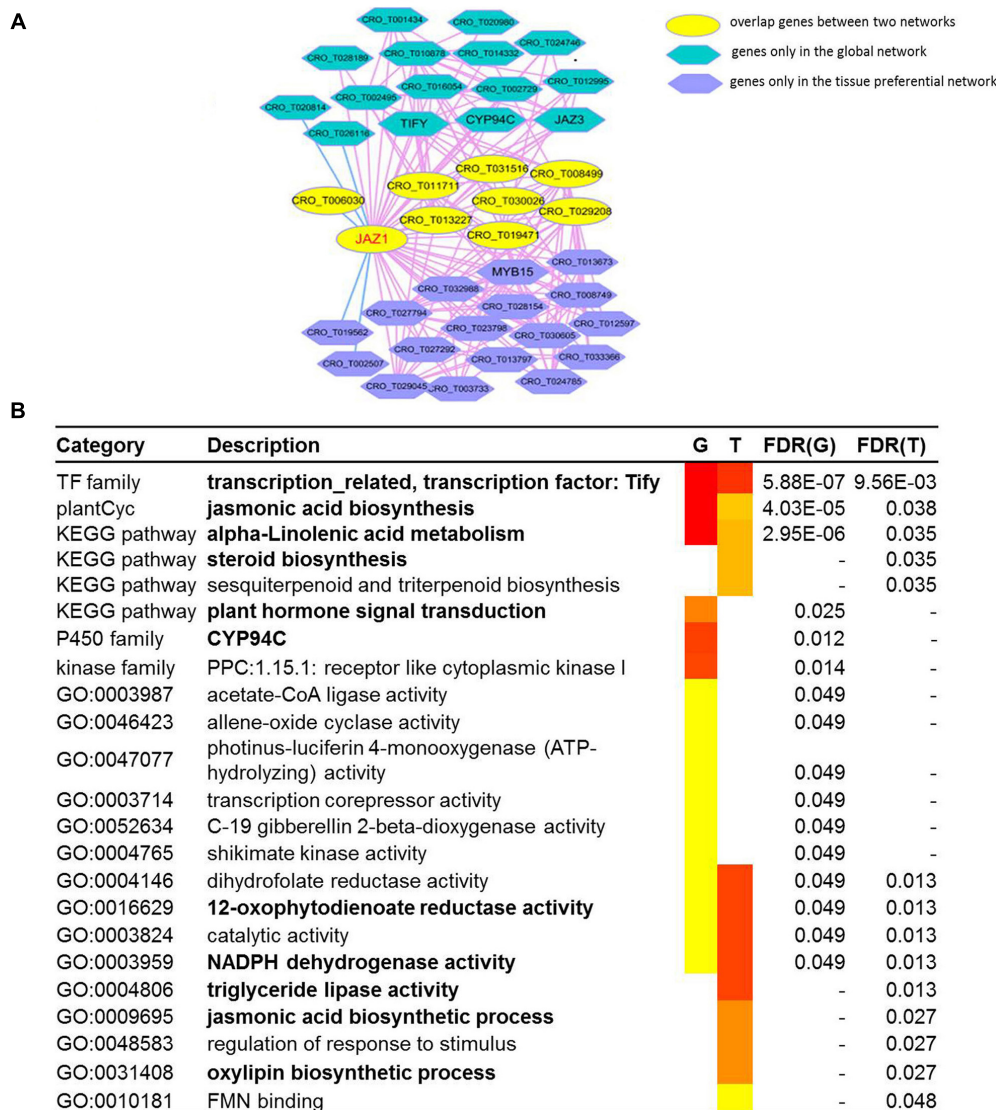 A
overlap genes between two networks
genes only in the global network
genes only in the tissue preferential network
CRO_T001434
CRO_T020980
CRO_T028189
CRO_T010878
CRO_T014332
CRO_T024746
CRO_T016054
CRO_T002729
CRO_T012995
CRO_T020814
CRO_T002495
CRO_T026116
TIFY
CYP94C
JAZ3
CRO_T031516
CRO_T008499
CRO_T011711
CRO_T006030
CRO_T030026
CRO_T029208
CRO_T013227
JAZ1
CRO_T019471
MYB15
CRO_T013673
CRO_T032988
CRO_T008749
CRO_T027794
CRO_T028154
CRO_T019562
CRO_T023798
CRO_T030605
CRO_T012597
CRO_T002507
CRO_T027292
CRO_T013797
CRO_T033366
CRO_T029045
CRO_T003733
CRO_T024785
B
Category Description G T FDR(G) FDR(T)
TF family transcription_related, transcription factor: Tify 5.88E-07 9.56E-03
plantCyc jasmonic acid biosynthesis 4.03E-05 0.038
KEGG pathway alpha-Linolenic acid metabolism 2.95E-06 0.035
KEGG pathway steroid biosynthesis - 0.035
KEGG pathway sesquiterpenoid and triterpenoid biosynthesis - 0.035
KEGG pathway plant hormone signal transduction 0.025 -
P450 family CYP94C 0.012 -
kinase family PPC:1.15.1: receptor like cytoplasmic kinase I 0.014 -
GO:0003987 acetate-CoA ligase activity 0.049 -
GO:0046423 allene-oxide cyclase activity 0.049 -
GO:0047077 photinus-luciferin 4-monooxygenase (ATP-
hydrolyzing) activity 0.049 -
GO:0003714 transcription corepressor activity 0.049 -
GO:0052634 C-19 gibberellin 2-beta-dioxygenase activity 0.049 -
GO:0004765 shikimate kinase activity 0.049 -
GO:0004146 dihydrofolate reductase activity 0.049 0.013
GO:0016629 12-oxophytodienoate reductase activity 0.049 0.013
GO:0003824 catalytic activity 0.049 0.013
GO:0003959 NADPH dehydrogenase activity 0.049 0.013
GO:0004806 triglyceride lipase activity - 0.013
GO:0009695 jasmonic acid biosynthetic process - 0.027
GO:0048583 regulation of response to stimulus - 0.027
GO:0031408 oxylipin biosynthetic process - 0.027
GO:0010181 FMN binding - 0.048